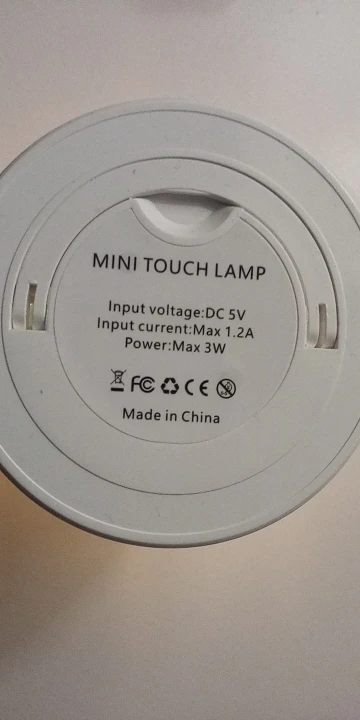 MINI TOUCH LAMP
Input voltage:DC 5V
Input current:Max 1.2A
Power:Max 3W
FC CE
Made in China